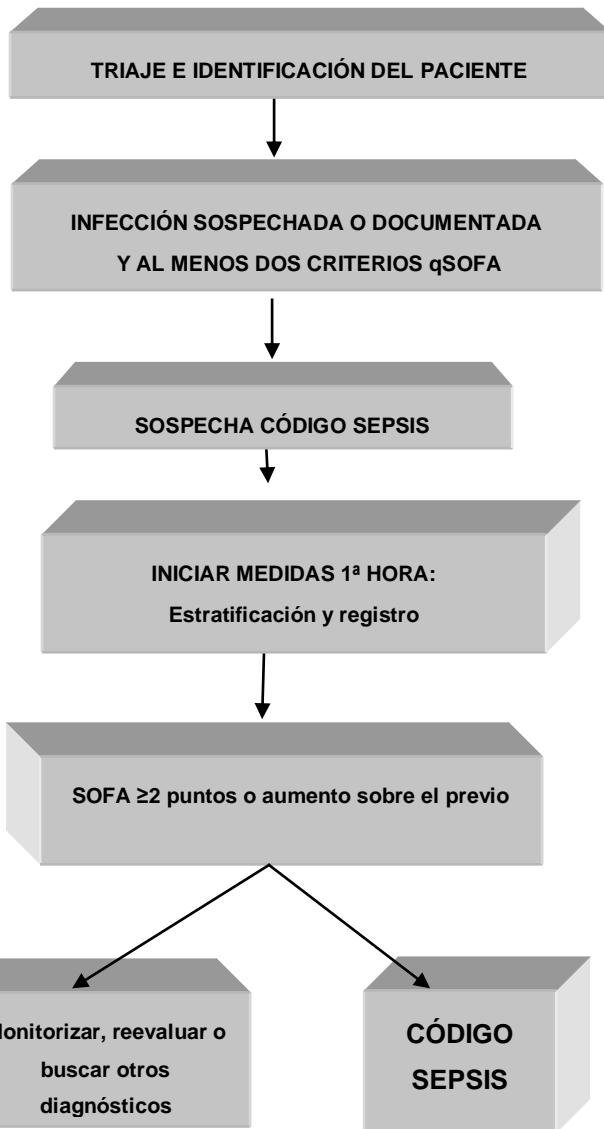 TRIAJE E IDENTIFICACIÓN DEL PACIENTE
INFECCIÓN SOSPECHADA O DOCUMENTADA
Y AL MENOS DOS CRITERIOS qSOFA
SOSPECHA CÓDIGO SEPSIS
INICIAR MEDIDAS 1ª HORA:
Estratificación y registro
SOFA ≥2 puntos o aumento sobre el previo
onitorizar, reevaluar o
buscar otros
diagnósticos
CÓDIGO
SEPSIS